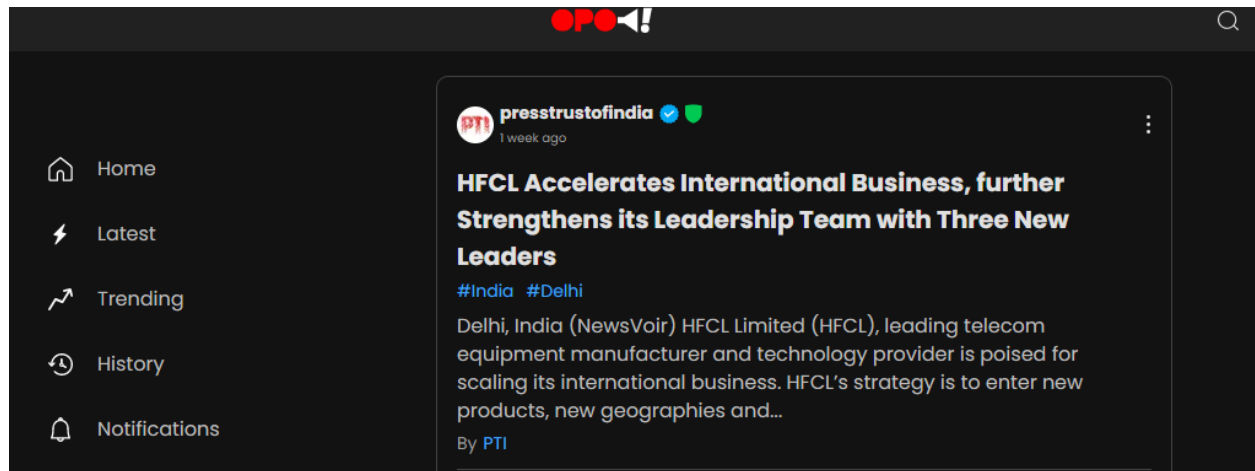 OPO!
Home
Latest
Trending
History
Notifications
PTI
presstrustofindia
1 week ago
HFCL Accelerates International Business, further
Strengthens its Leadership Team with Three New
Leaders
#India #Delhi
Delhi, India (NewsVoir) HFCL Limited (HFCL), leading telecom
equipment manufacturer and technology provider is poised for
scaling its international business. HFCL’s strategy is to enter new
products, new geographies and...
By PTI